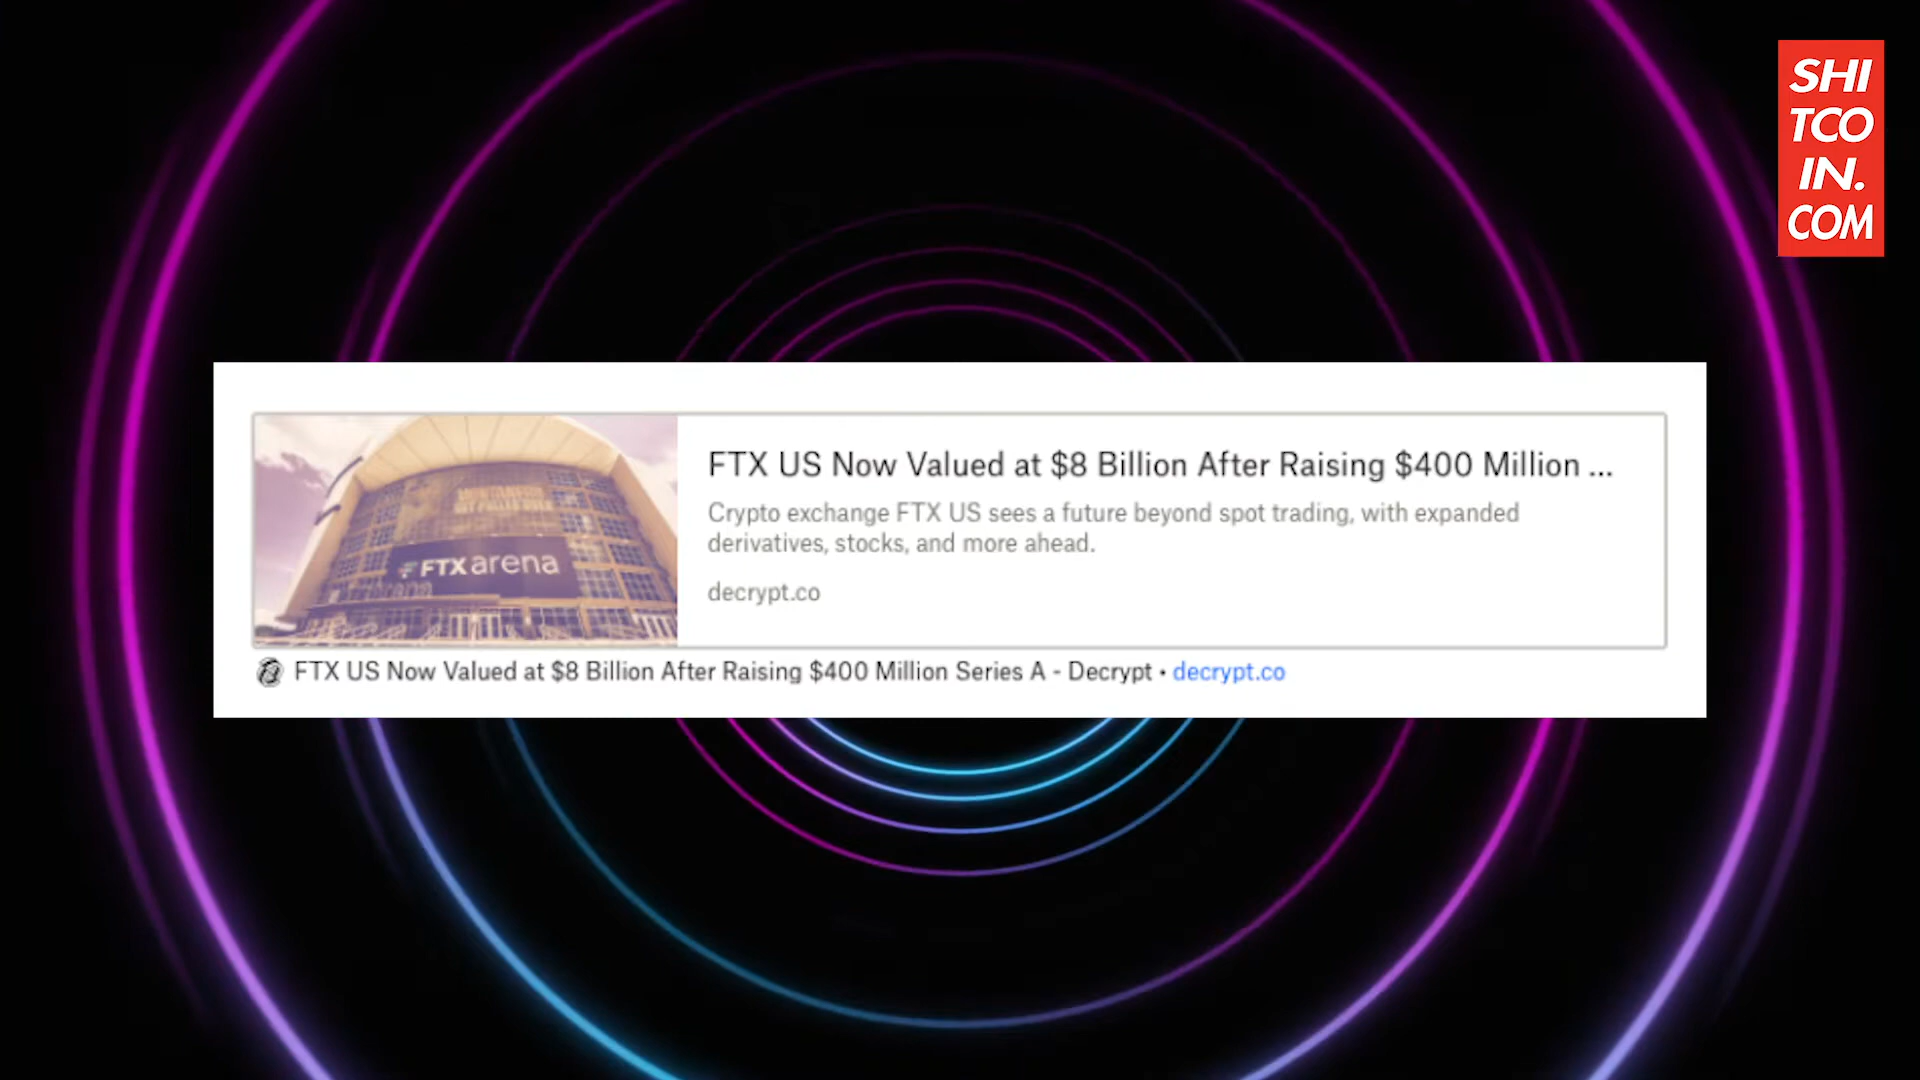 SHI
TCO
IN.
COM
FTX US Now Valued at $8 Billion After Raising $400 Million ...
Crypto exchange FTX US sees a future beyond spot trading, with expanded
derivatives, stocks, and more ahead.
decrypt.co
FTX arena
FTX US Now Valued at $8 Billion After Raising $400 Million Series A - Decrypt • decrypt.co